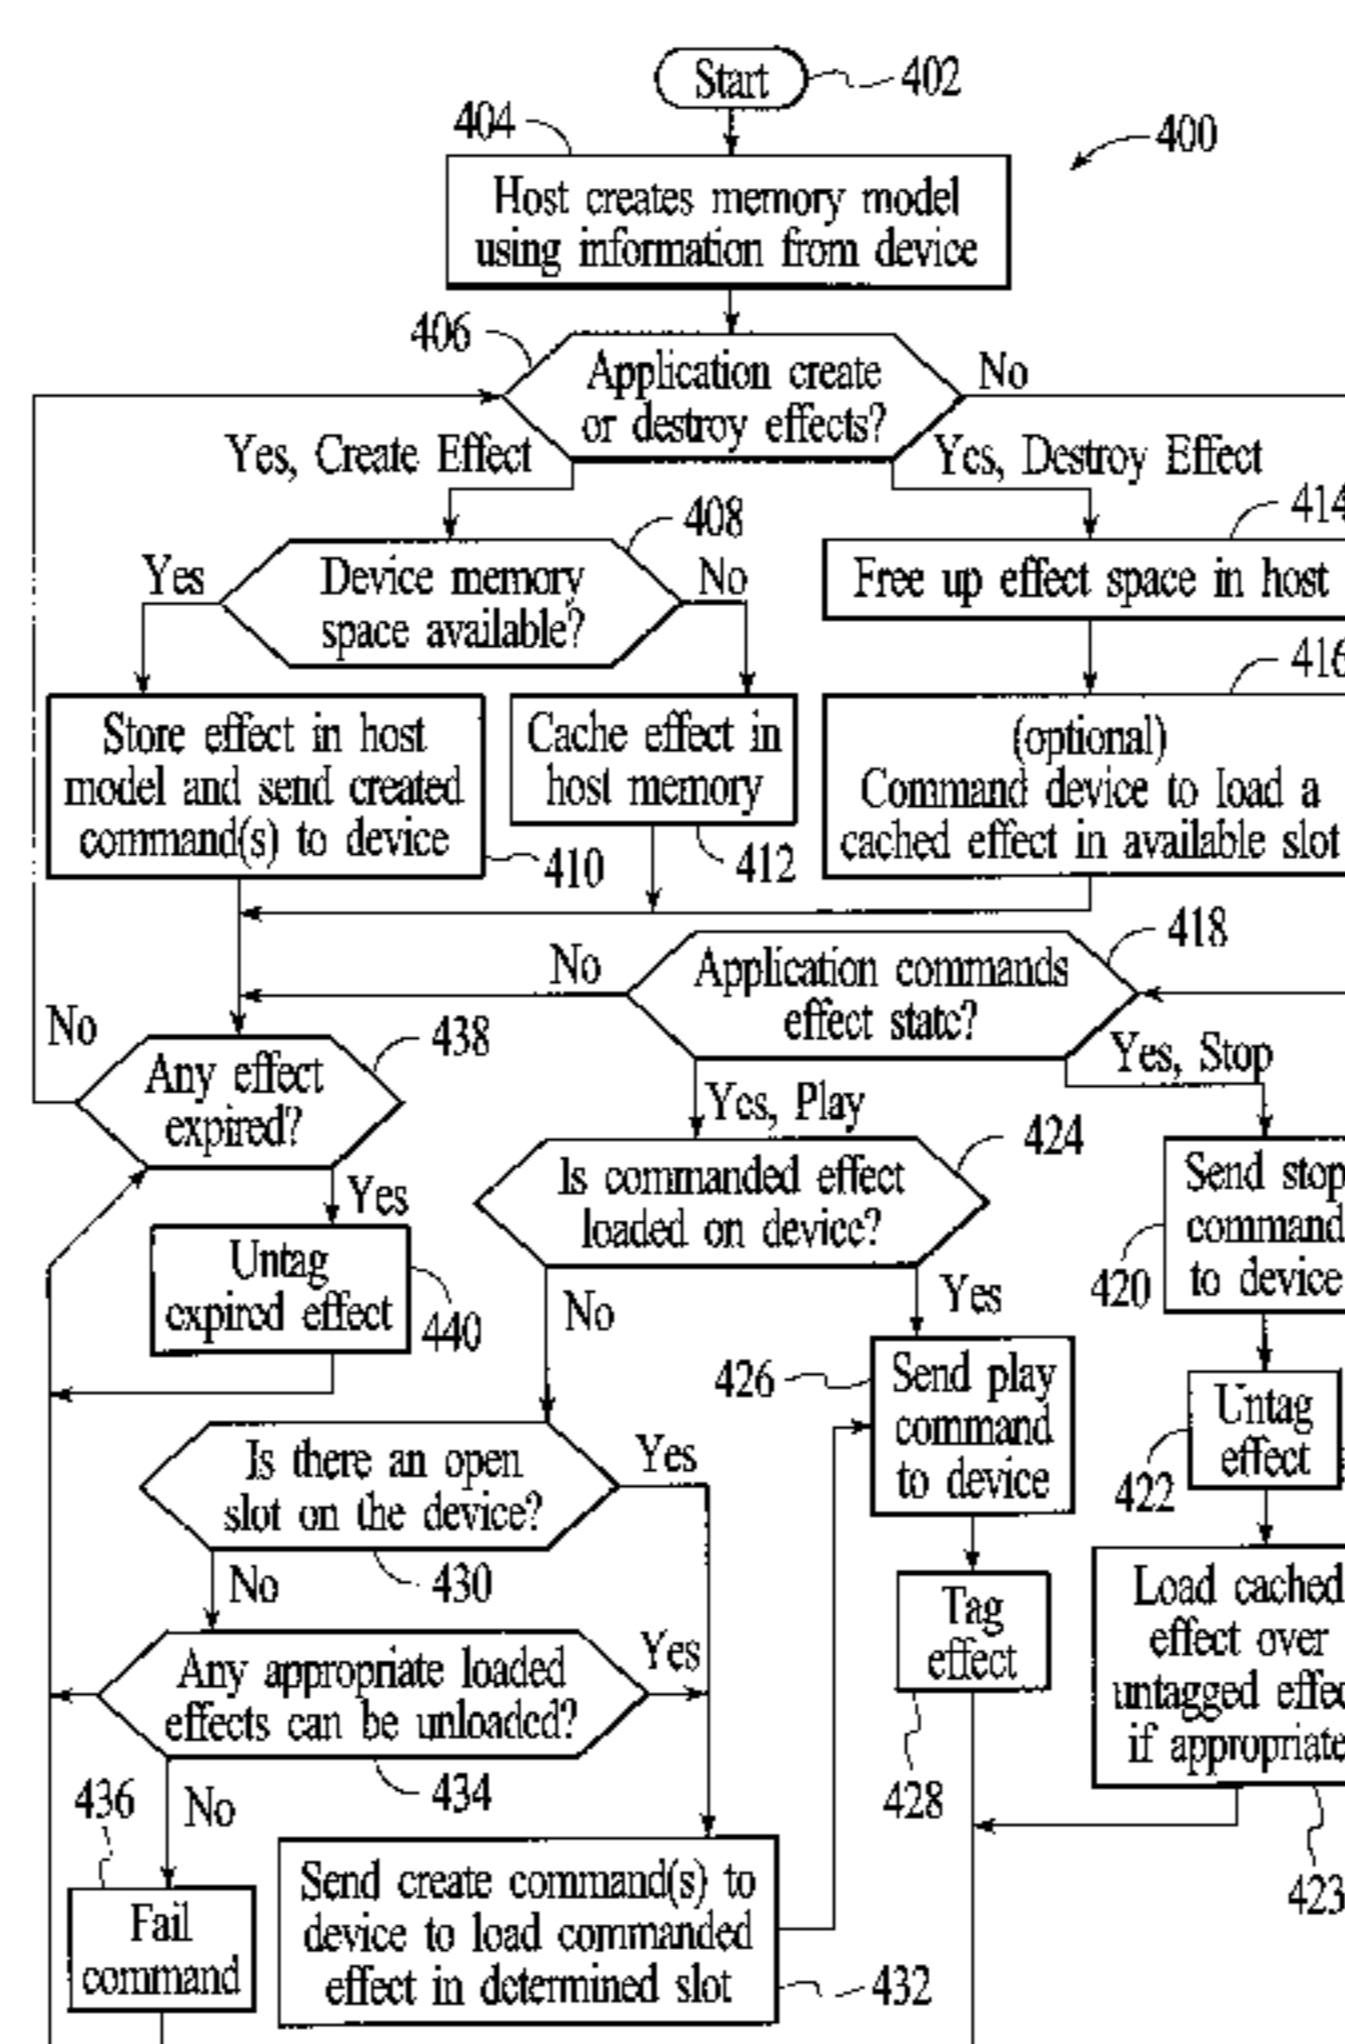 Start
402
404
400
Host creates memory model
using information from device
406
Application create
or destroy effects?
No
Yes, Create Effect
Yes, Destroy Effect
408
414
Yes
Device memory
space available?
No
Free up effect space in host
416
Store effect in host
model and send created
command(s) to device
410
Cache effect in
host memory
412
(optional)
Command device to load a
cached effect in available slot
418
No
Application commands
effect state?
No
438
Any effect
expired?
Yes, Stop
Yes, Play
424
Yes
Is commanded effect
loaded on device?
Send stop
command
to device
420
Untag
expired effect
440
No
Yes
426
Send play
command
to device
Untag
effect
422
Is there an open
slot on the device?
Yes
430
No
Tag
effect
428
Load cached
effect over
untagged effec
if appropriate
423
Any appropriate loaded
effects can be unloaded?
Yes
434
436
No
Fail
command
Send create command(s) to
device to load commanded
effect in determined slot
432